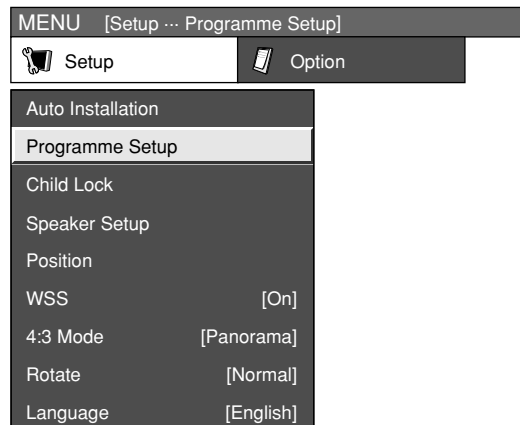 MENU [Setup ··· Programme Setup]
Setup Option
Auto Installation
Programme Setup
Child Lock
Speaker Setup
Position
WSS [On]
4:3 Mode [Panorama]
Rotate [Normal]
Language [English]